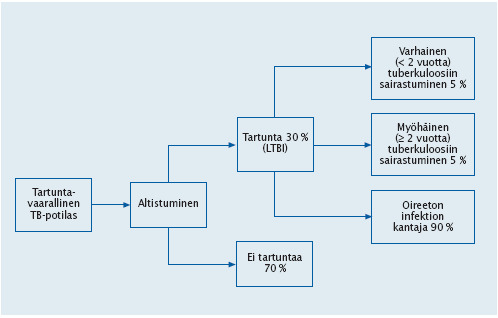 Tartunta-
vaarallinen
TB-potilas
Altistuminen
Tartunta 30 %
(LTBI)
Ei tartuntaa
70 %
Varhainen
(< 2 vuotta)
tuberkuloosiin
sairastuminen 5 %
Myöhäinen
(≥ 2 vuotta)
tuberkuloosiin
sairastuminen 5 %
Oireeton
infektion
kantaja 90 %